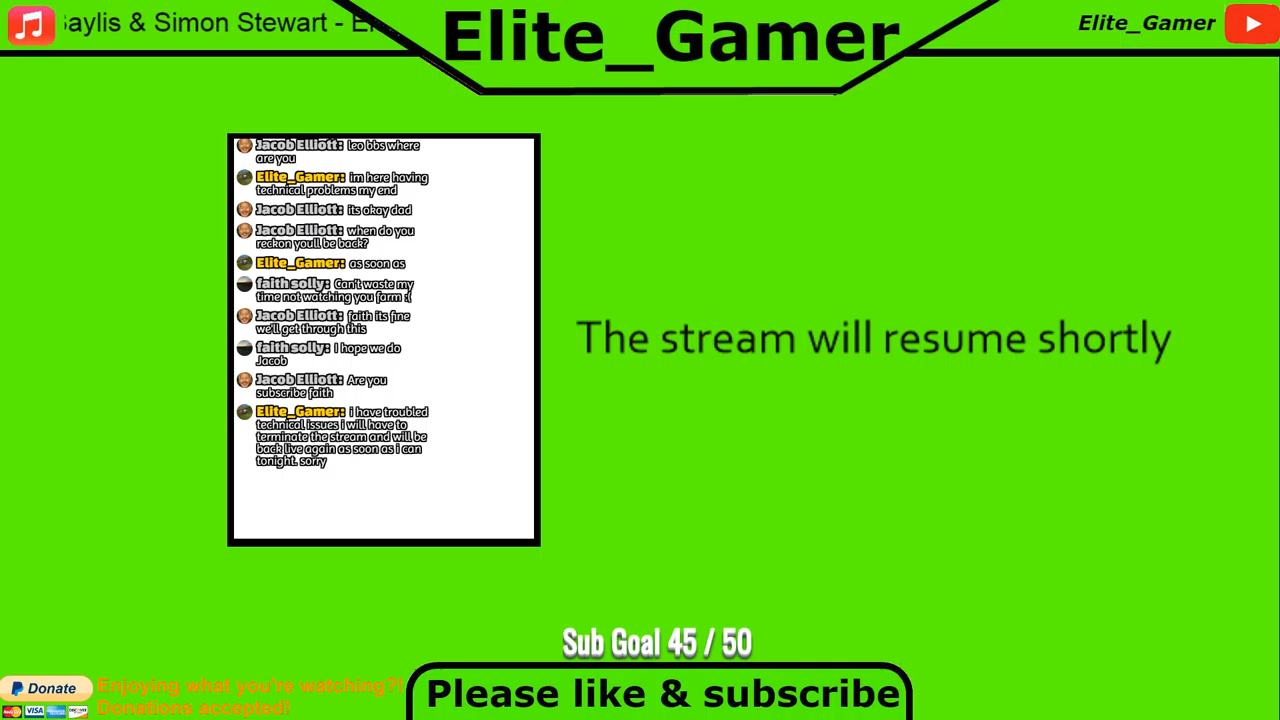 Baylis & Simon Stewart - E
Elite_Gamer
Elite_Gamer
Jacob Elliott: leo bbs where
are you
Elite_Gamer: im here having
technical problems my end
Jacob Elliott: its okay dad
Jacob Elliott: when do you
reckon youll be back?
Elite_Gamer: as soon as
faith solly: Can't waste my
time not watching you farm :(
Jacob Elliott: faith its fine
we'll get through this
faith solly: I hope we do
Jacob
Jacob Elliott: Are you
subscribe faith
Elite_Gamer: i have troubled
technical issues i will have to
terminate the stream and will be
back live again as soon as i can
tonight. sorry
The stream will resume shortly
Sub Goal 45 / 50
Donate
VISA
Enjoying what you're watching?!
Donations accepted!
Please like & subscribe